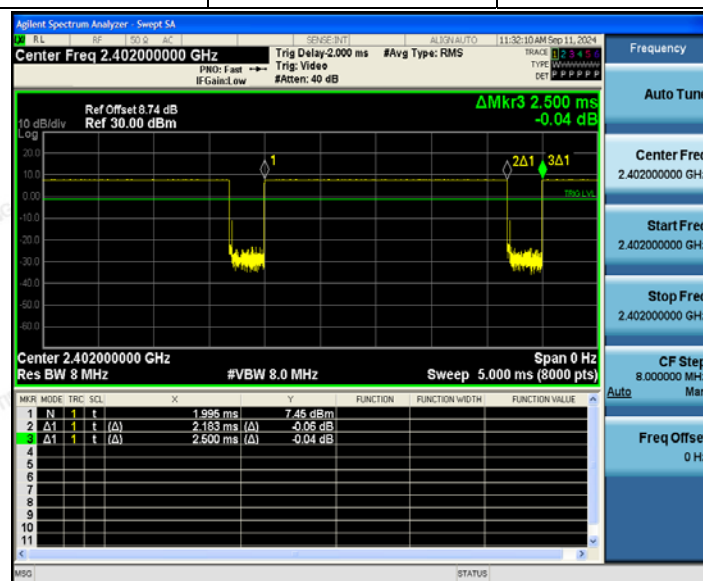 Agilent Spectrum Analyzer - Swept SA
RL RF 50 Ω AC SENSE:INT ALIGN AUTO 11:32:10 AM Sep 11, 2024
Center Freq 2.402000000 GHz
PNO: Fast
IFGain:Low
Trig Delay-2.000 ms
Trig: Video
#Atten: 40 dB
#Avg Type: RMS
TRACE 1 2 3 4 5 6
TYPE
DET P P P P P P
Ref Offset 8.74 dB
Ref 30.00 dBm
10 dB/div
Log
ΔMkr3 2.500 ms
-0.04 dB
20.0
10.0
0.00
-10.0
-20.0
-30.0
-40.0
-50.0
-60.0
1
2Δ1
3Δ1
TRIG LVL
Center 2.402000000 GHz
Res BW 8 MHz
#VBW 8.0 MHz
Span 0 Hz
Sweep 5.000 ms (8000 pts)
MKR MODE TRC SCL X Y FUNCTION FUNCTION WIDTH FUNCTION VALUE
1 N 1 t 1.995 ms 7.45 dBm
2 Δ1 1 t (Δ) 2.183 ms (Δ) -0.06 dB
3 Δ1 1 t (Δ) 2.500 ms (Δ) -0.04 dB
4
5
6
7
8
9
10
11
MSG
STATUS
Frequency
Auto Tun
Center Fre
2.402000000 GH
Start Fre
2.402000000 GH
Stop Fre
2.402000000 GH
CF Step
8.000000 MH
Auto Ma
Freq Offse
0 H